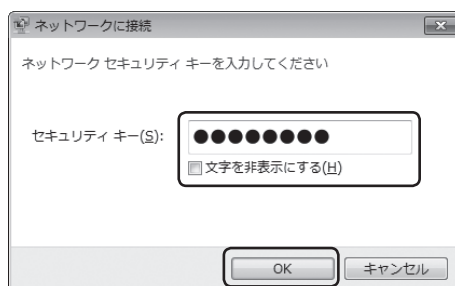 ネットワークに接続
ネットワーク セキュリティ キーを入力してください
セキュリティ キー(S): ●●●●●●●●
文字を非表示にする(H)
OK キャンセル